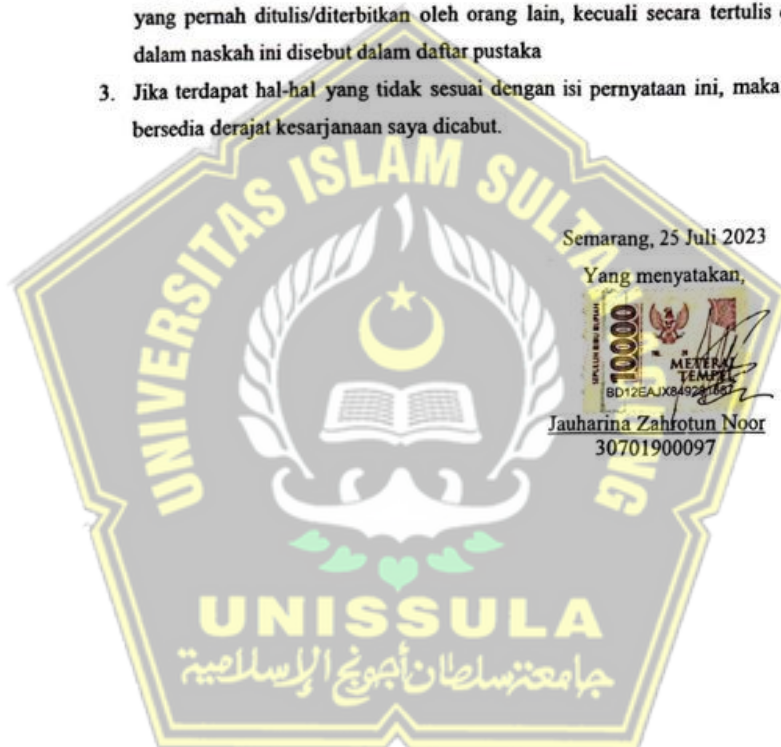 yang pernah ditulis/diterbitkan oleh orang lain, kecuali secara tertulis
dalam naskah ini disebut dalam daftar pustaka
3. Jika terdapat hal-hal yang tidak sesuai dengan isi pernyataan ini, maka
bersedia derajat kesarjanaan saya dicabut.
UNIVERSITAS ISLAM SULTAN AGUNG
Semarang, 25 Juli 2023
Yang menyatakan,
SEPULUH RIBU RUPIAH
10000
METERAI
TEMPEL
Jauharina Zahrotun Noor
30701900097
UNISSULA
جامعة سلطان أجونج الإسلامية